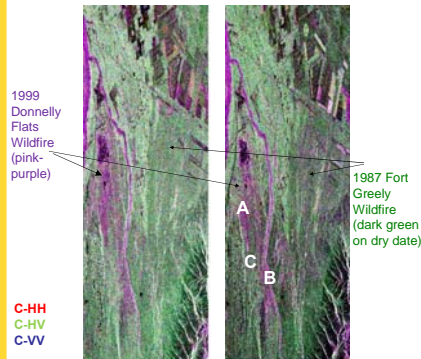 1999
Donnelly
Flats
Wildfire
(pink-
purple)
1987 Fort
Greely
Wildfire
(dark green
on dry date)
A
C
B
C-HH
C-HV
C-VV